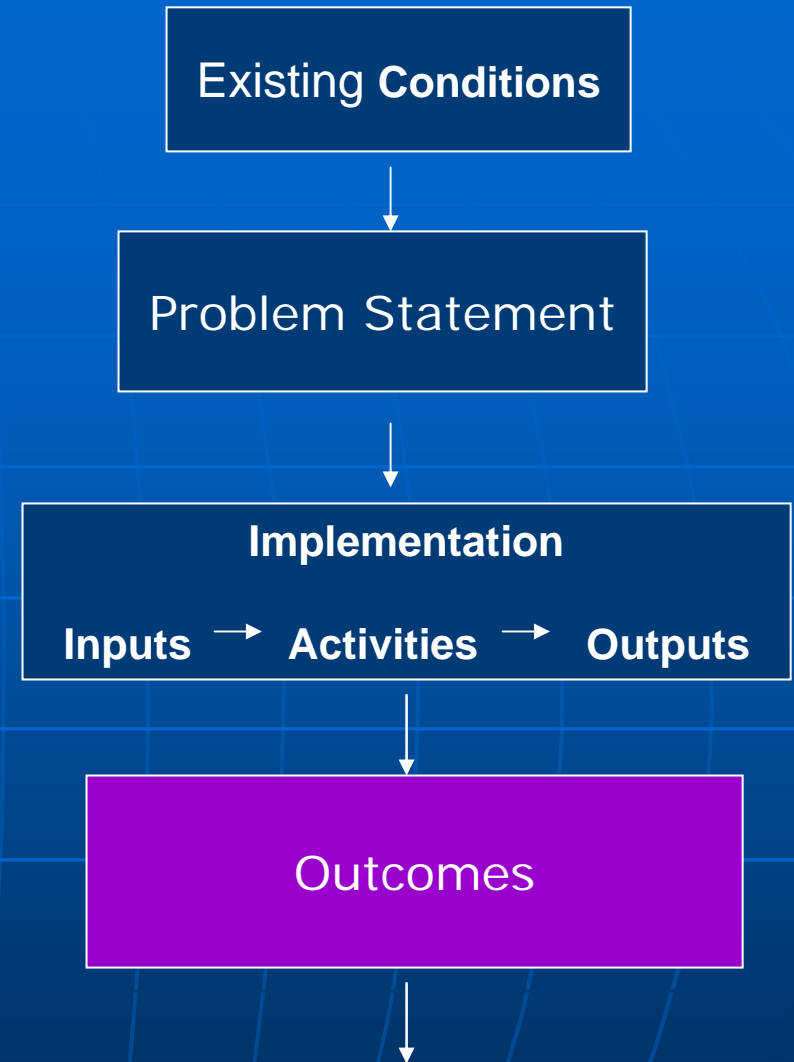 Existing Conditions
Problem Statement
Implementation
Inputs → Activities → Outputs
Outcomes